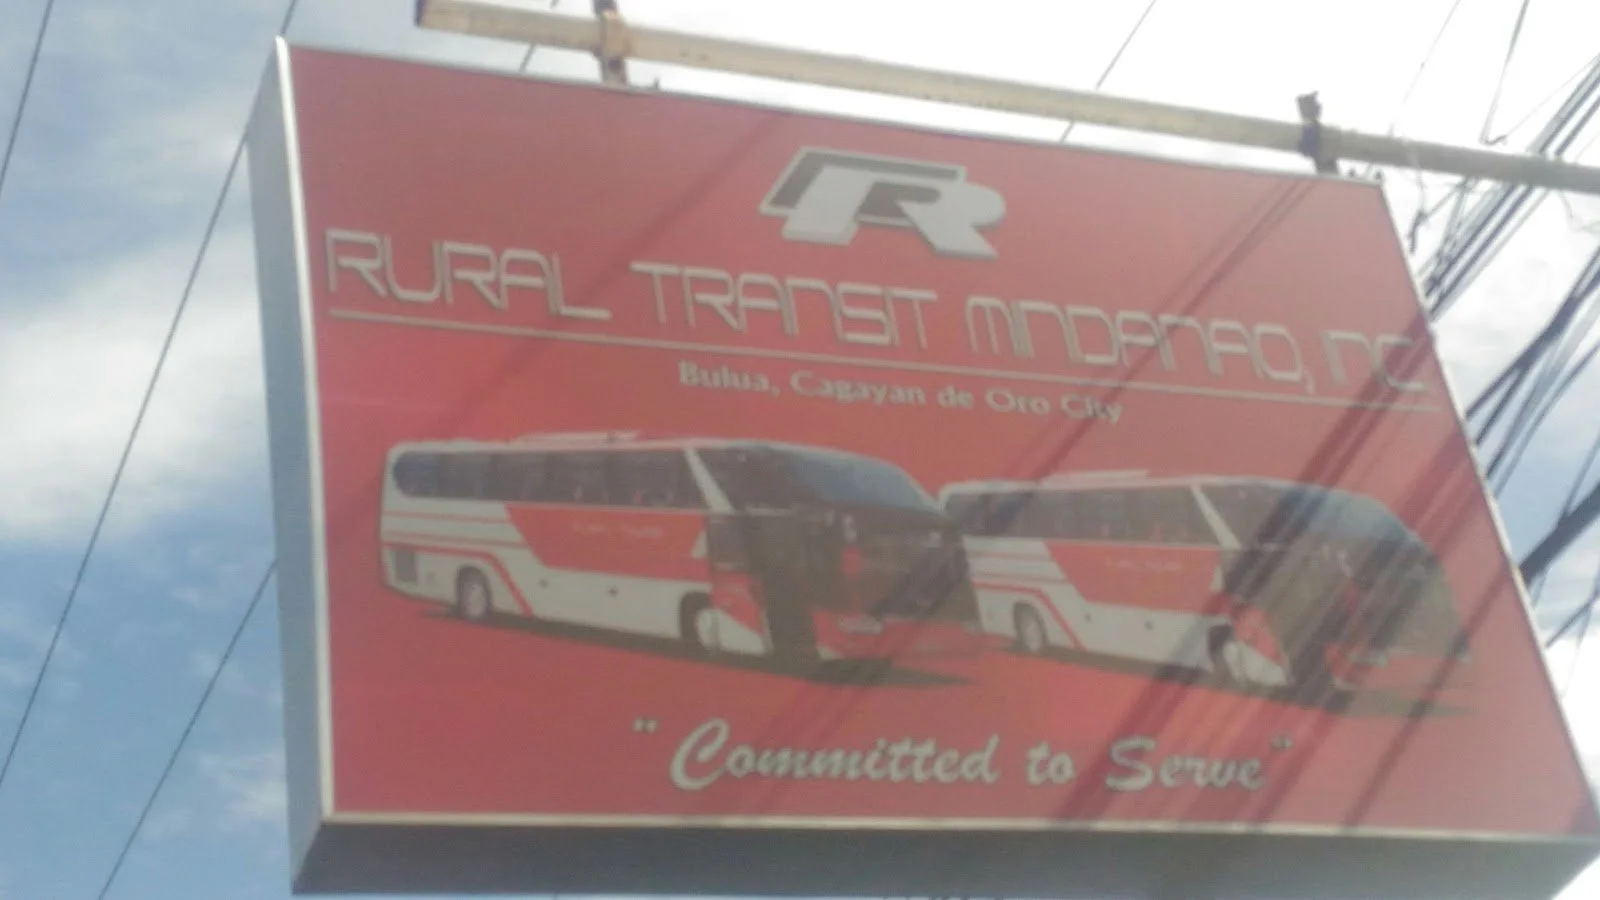 R
RURAL TRANSIT MINDANAO, INC
Bulua, Cagayan de Oro City
"Committed to Serve"